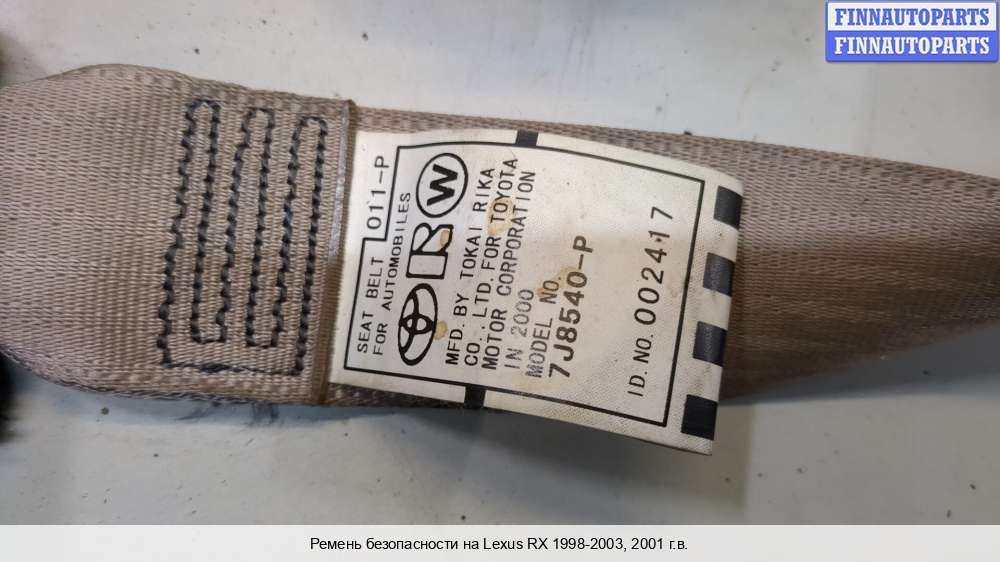 FINNAUTOPARTS
FINNAUTOPARTS
SEAT BELT
FOR AUTOMOBILES
011-P
W
MFD. BY TOKAI RIKA
CO., LTD. FOR TOYOTA
MOTOR CORPORATION
IN 2000
MODEL NO.
7J8540-P
ID. NO. 002417
Ремень безопасности на Lexus RX 1998-2003, 2001 г.в.